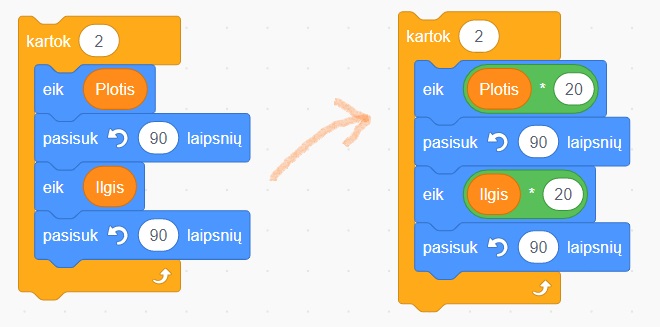 kartok 2
eik Plotis
pasisuk 90 laipsnių
eik Ilgis
pasisuk 90 laipsnių
kartok 2
eik Plotis * 20
pasisuk 90 laipsnių
eik Ilgis * 20
pasisuk 90 laipsnių